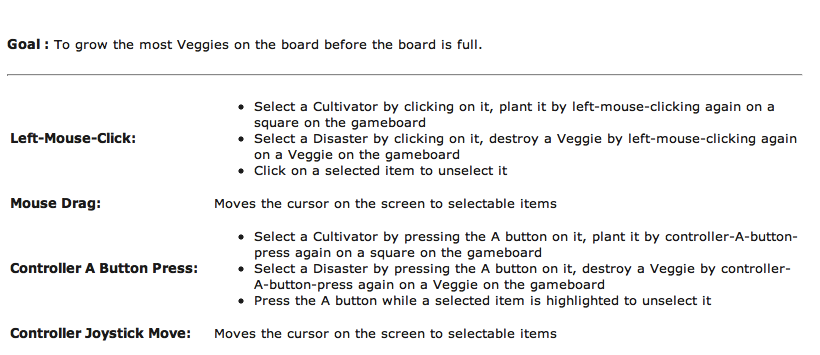 Goal : To grow the most Veggies on the board before the board is full.
• Select a Cultivator by clicking on it, plant it by left-mouse-clicking again on a
square on the gameboard
Left-Mouse-Click:
• Select a Disaster by clicking on it, destroy a Veggie by left-mouse-clicking again
on a Veggie on the gameboard
• Click on a selected item to unselect it
Mouse Drag: Moves the cursor on the screen to selectable items
• Select a Cultivator by pressing the A button on it, plant it by controller-A-button-
press again on a square on the gameboard
Controller A Button Press:
• Select a Disaster by pressing the A button on it, destroy a Veggie by controller-
A-button-press again on a Veggie on the gameboard
• Press the A button while a selected item is highlighted to unselect it
Controller Joystick Move: Moves the cursor on the screen to selectable items